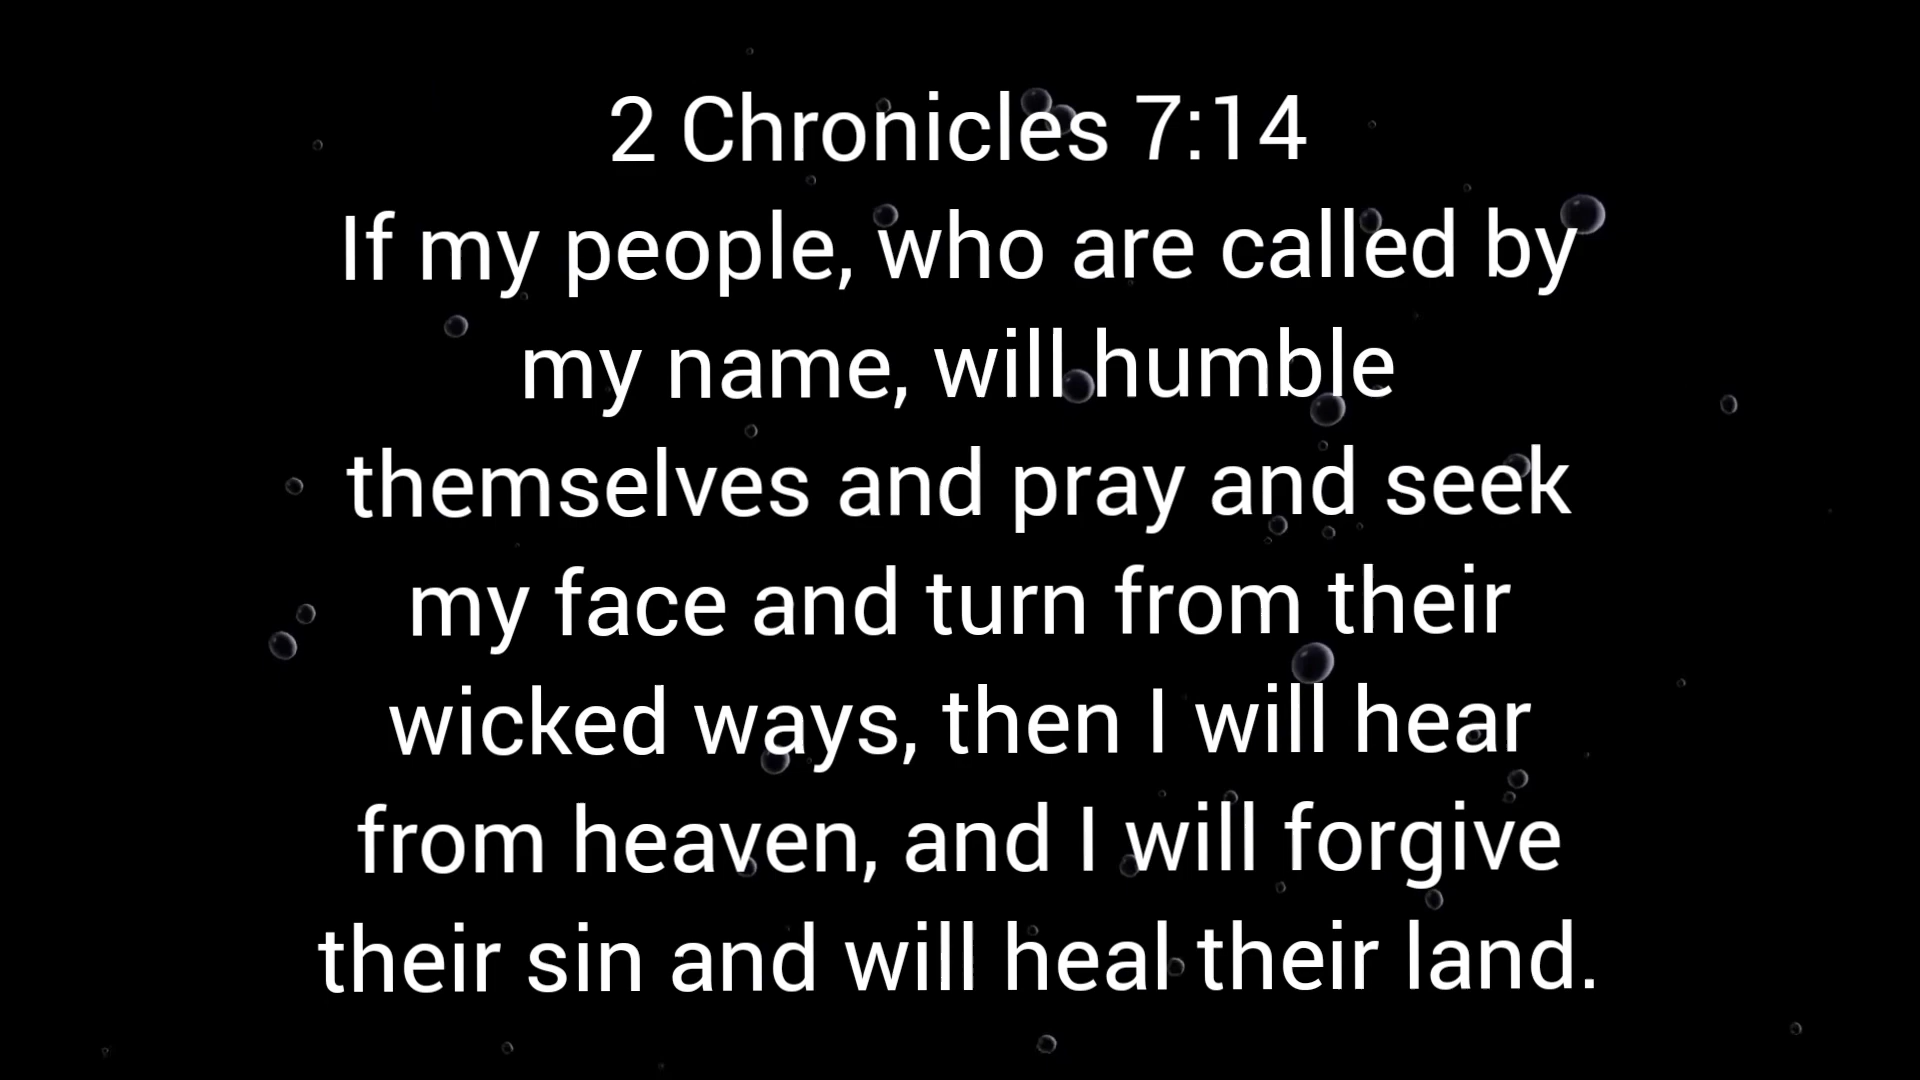 2 Chronicles 7:14
If my people, who are called by
my name, will humble
themselves and pray and seek
my face and turn from their
wicked ways, then I will hear
from heaven, and I will forgive
their sin and will heal their land.